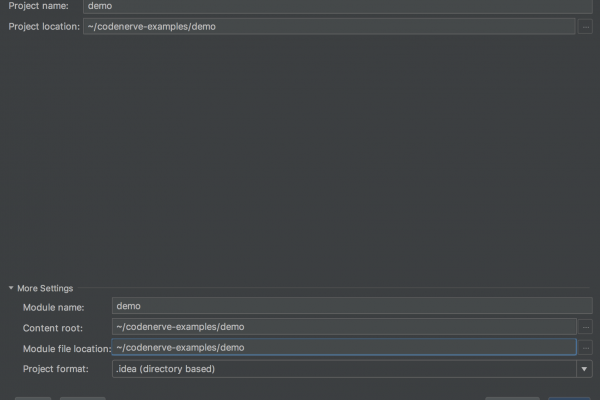 Project name: demo
Project location: ~/codenerve-examples/demo
More Settings
Module name: demo
Content root: ~/codenerve-examples/demo
Module file location: ~/codenerve-examples/demo
Project format: .idea (directory based)